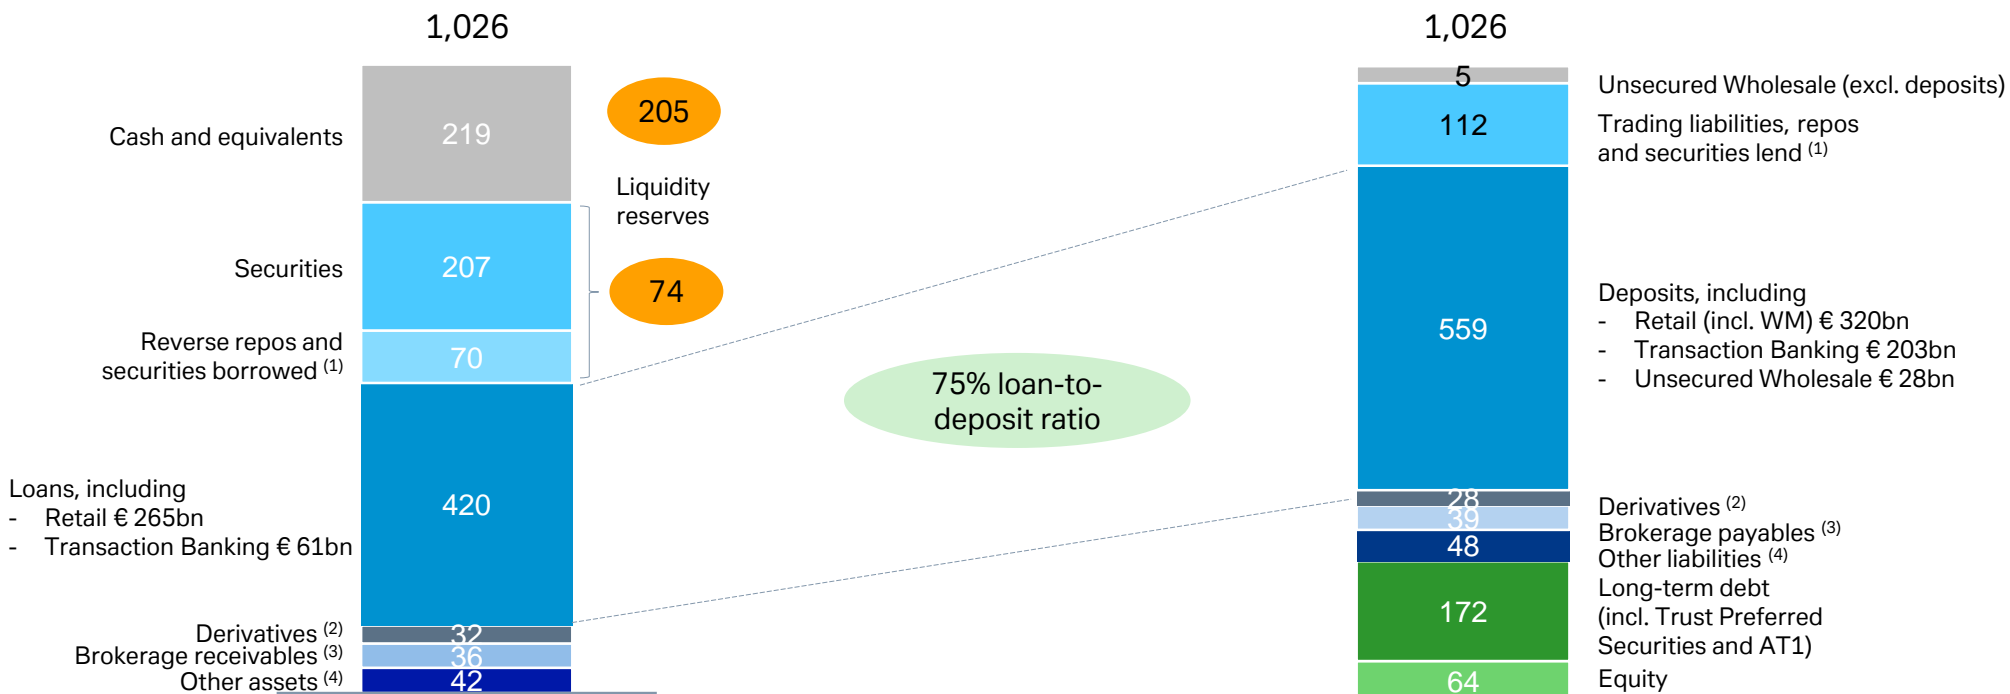 1,026
Cash and equivalents
219
205
Liquidity
reserves
Securities
207
74
Reverse repos and
securities borrowed (1)
70
Loans, including
- Retail € 265bn
- Transaction Banking € 61bn
420
Derivatives (2)
32
Brokerage receivables (3)
36
Other assets (4)
42
75% loan-to-
deposit ratio
1,026
5
Unsecured Wholesale (excl. deposits)
112
Trading liabilities, repos
and securities lend (1)
559
Deposits, including
- Retail (incl. WM) € 320bn
- Transaction Banking € 203bn
- Unsecured Wholesale € 28bn
28
Derivatives (2)
39
Brokerage payables (3)
48
Other liabilities (4)
172
Long-term debt
(incl. Trust Preferred
Securities and AT1)
64
Equity